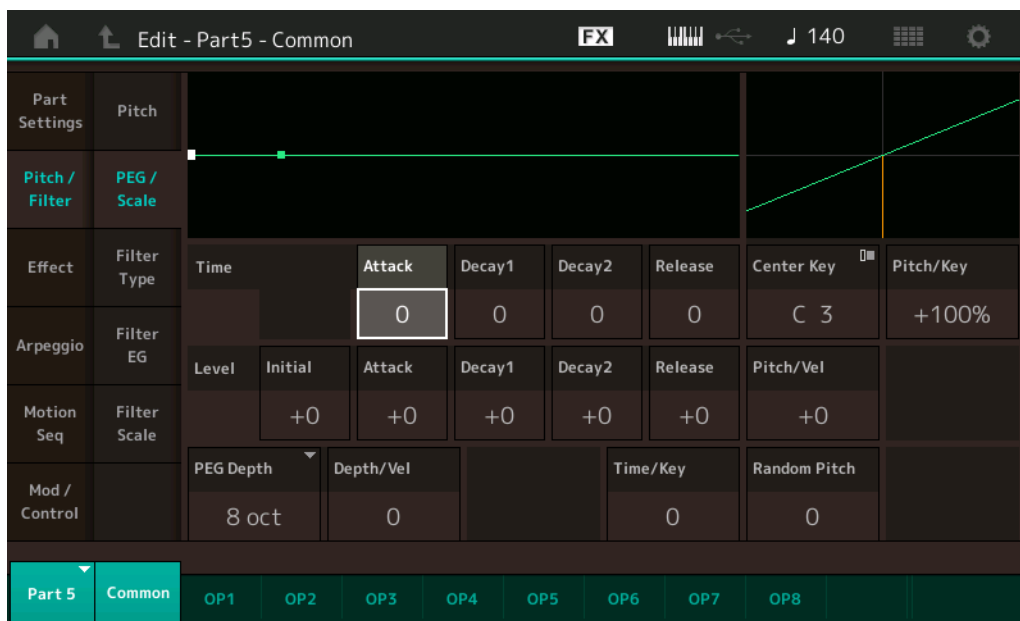 Edit - Part5 - Common FX ♩ 140
Part Settings
Pitch
Pitch / Filter
PEG / Scale
Effect
Filter Type
Arpeggio
Filter EG
Motion Seq
Filter Scale
Mod / Control
Time Attack Decay1 Decay2 Release Center Key Pitch/Key
0 0 0 0 C 3 +100%
Level Initial Attack Decay1 Decay2 Release Pitch/Vel
+0 +0 +0 +0 +0 +0
PEG Depth Depth/Vel Time/Key Random Pitch
8 oct 0 0 0
Part 5 Common OP1 OP2 OP3 OP4 OP5 OP6 OP7 OP8